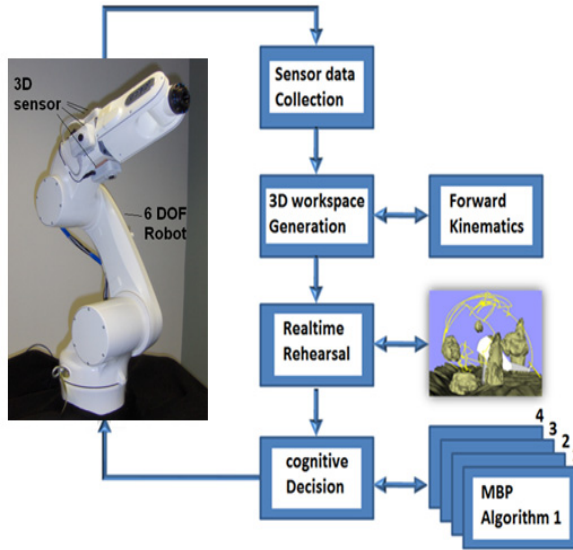 3D
sensor
6 DOF
Robot
Sensor data
Collection
3D workspace
Generation
Forward
Kinematics
Realtime
Rehearsal
cognitive
Decision
4
3
2
MBP
Algorithm 1